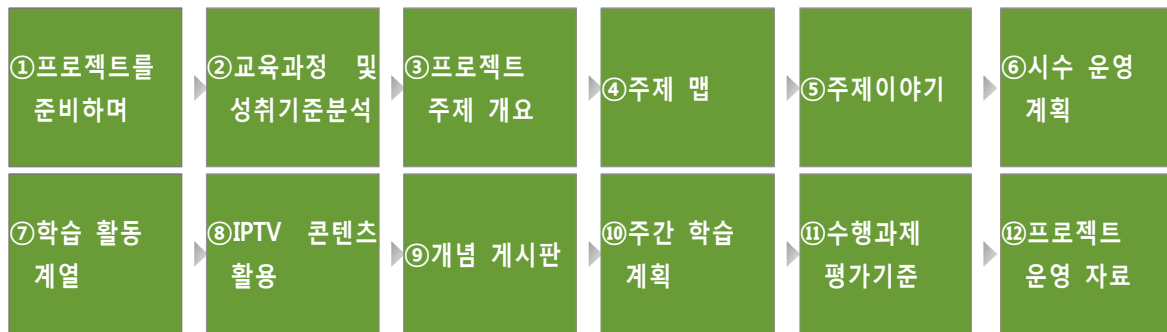 ①프로젝트를
준비하며
②교육과정 및
성취기준분석
③프로젝트
주제 개요
④주제 맵
⑤주제이야기
⑥시수 운영
계획
⑦학습 활동
계열
⑧IPTV 콘텐츠
활용
⑨개념 게시판
⑩주간 학습
계획
⑪수행과제
평가기준
⑫프로젝트
운영 자료